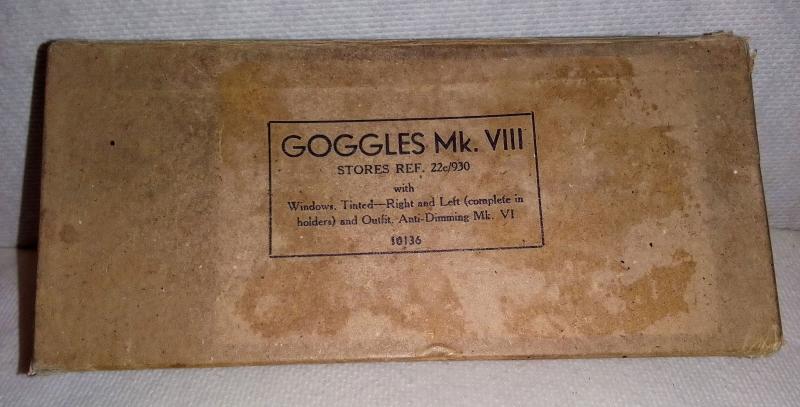 GOGGLES Mk. VIII
STORES REF. 22c/930
with
Windows, Tinted—Right and Left (complete in
holders) and Outfit, Anti-Dimming Mk. VI
10136